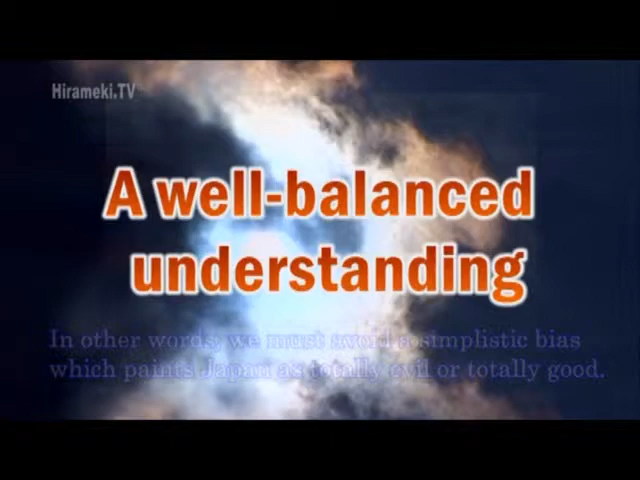 Hirameki.TV
A well-balanced
understanding
In other words, we must avoid a simplistic bias
which paints Japan as totally evil or totally good.